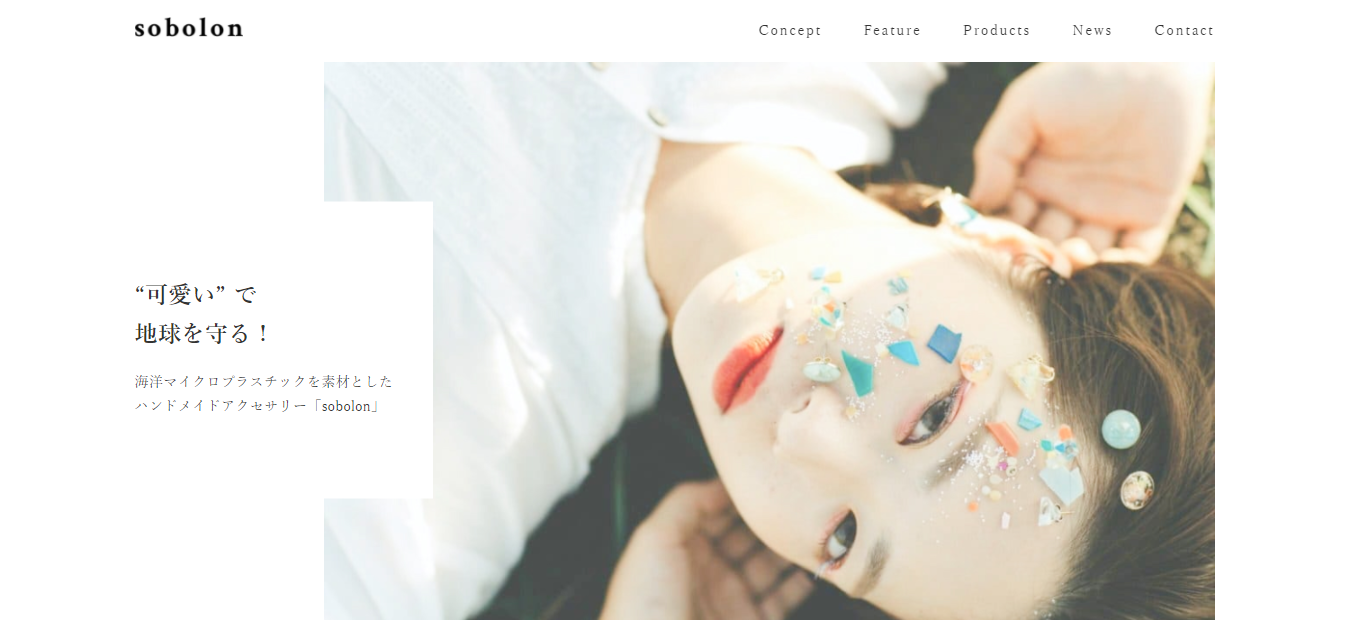 sobolon
Concept Feature Products News Contact
“可愛い” で
地球を守る！
海洋マイクロプラスチックを素材とした
ハンドメイドアクセサリー「sobolon」